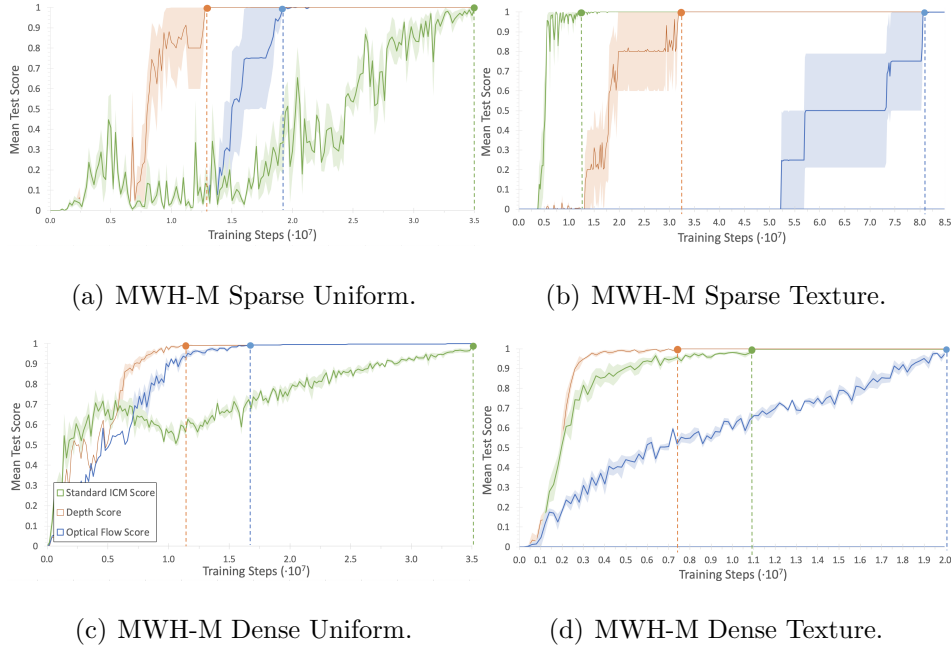 1
0.9
0.8
0.7
0.6
0.5
0.4
0.3
0.2
0.1
0
Mean Test Score
0 0.5 1.0 1.5 2.0 2.5 3.0 3.5
Training Steps (·10⁷)
(a) MWH-M Sparse Uniform.
1
0.9
0.8
0.7
0.6
0.5
0.4
0.3
0.2
0.1
0
Mean Test Score
0 0.5 1.0 1.5 2.0 2.5 3.0 3.5 4.0 4.5 5.0 5.5 6.0 6.5 7.0 7.5 8.0 8.5
Training Steps (·10⁷)
(b) MWH-M Sparse Texture.
1
0.9
0.8
0.7
0.6
0.5
0.4
0.3
0.2
0.1
0
Mean Test Score
Standard ICM Score
Depth Score
Optical Flow Score
0.0 0.5 1.0 1.5 2.0 2.5 3.0 3.5
Training Steps (·10⁷)
(c) MWH-M Dense Uniform.
1
0.9
0.8
0.7
0.6
0.5
0.4
0.3
0.2
0.1
0
Mean Test Score
0.0 0.1 0.2 0.3 0.4 0.5 0.6 0.7 0.8 0.9 1.0 1.1 1.2 1.3 1.4 1.5 1.6 1.7 1.8 1.9 2.0
Training Steps (·10⁷)
(d) MWH-M Dense Texture.